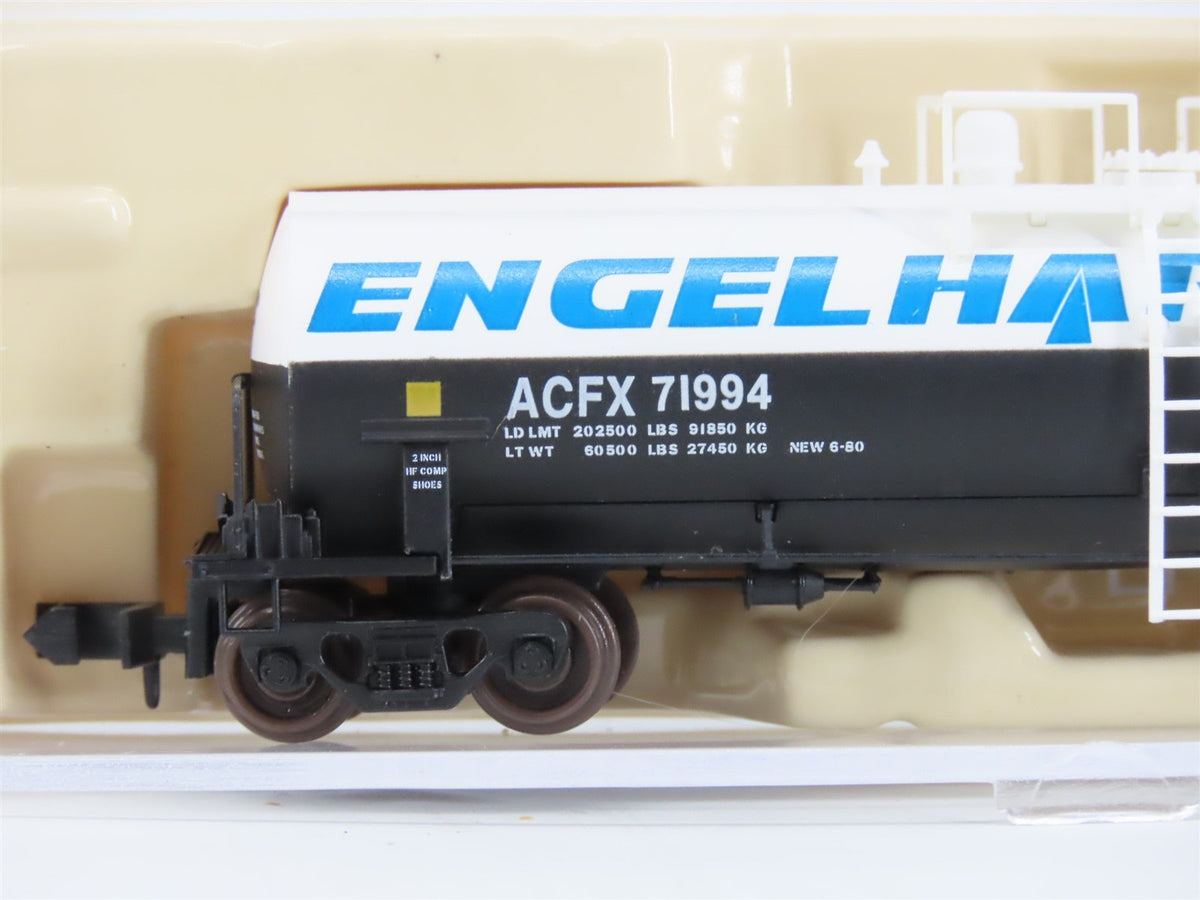 ENGELHA
ACFX 71994
LD LMT 202500 LBS 91850 KG
LT WT 60500 LBS 27450 KG NEW 6-80
2 INCH
HF COMP
SHOES